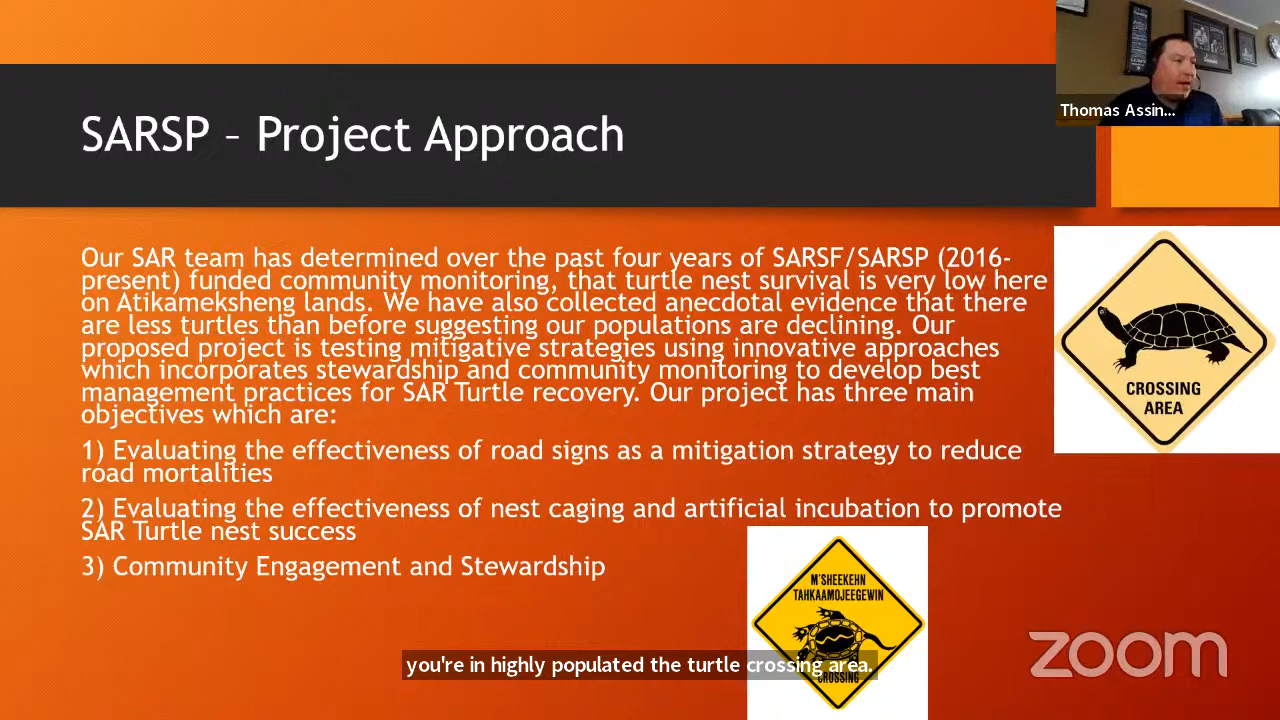 Thomas Assin...
SARSP – Project Approach
Our SAR team has determined over the past four years of SARSF/SARSP (2016-
present) funded community monitoring, that turtle nest survival is very low here
on Atikameksheng lands. We have also collected anecdotal evidence that there
are less turtles than before suggesting our populations are declining. Our
proposed project is testing mitigative strategies using innovative approaches
which incorporates stewardship and community monitoring to develop best
management practices for SAR Turtle recovery. Our project has three main
objectives which are:
1) Evaluating the effectiveness of road signs as a mitigation strategy to reduce
road mortalities
2) Evaluating the effectiveness of nest caging and artificial incubation to promote
SAR Turtle nest success
3) Community Engagement and Stewardship
CROSSING
AREA
M'SHEEKEHN
TAHKAAMOJEEGEWIN
CROSSING
you're in highly populated the turtle crossing area.
zoom